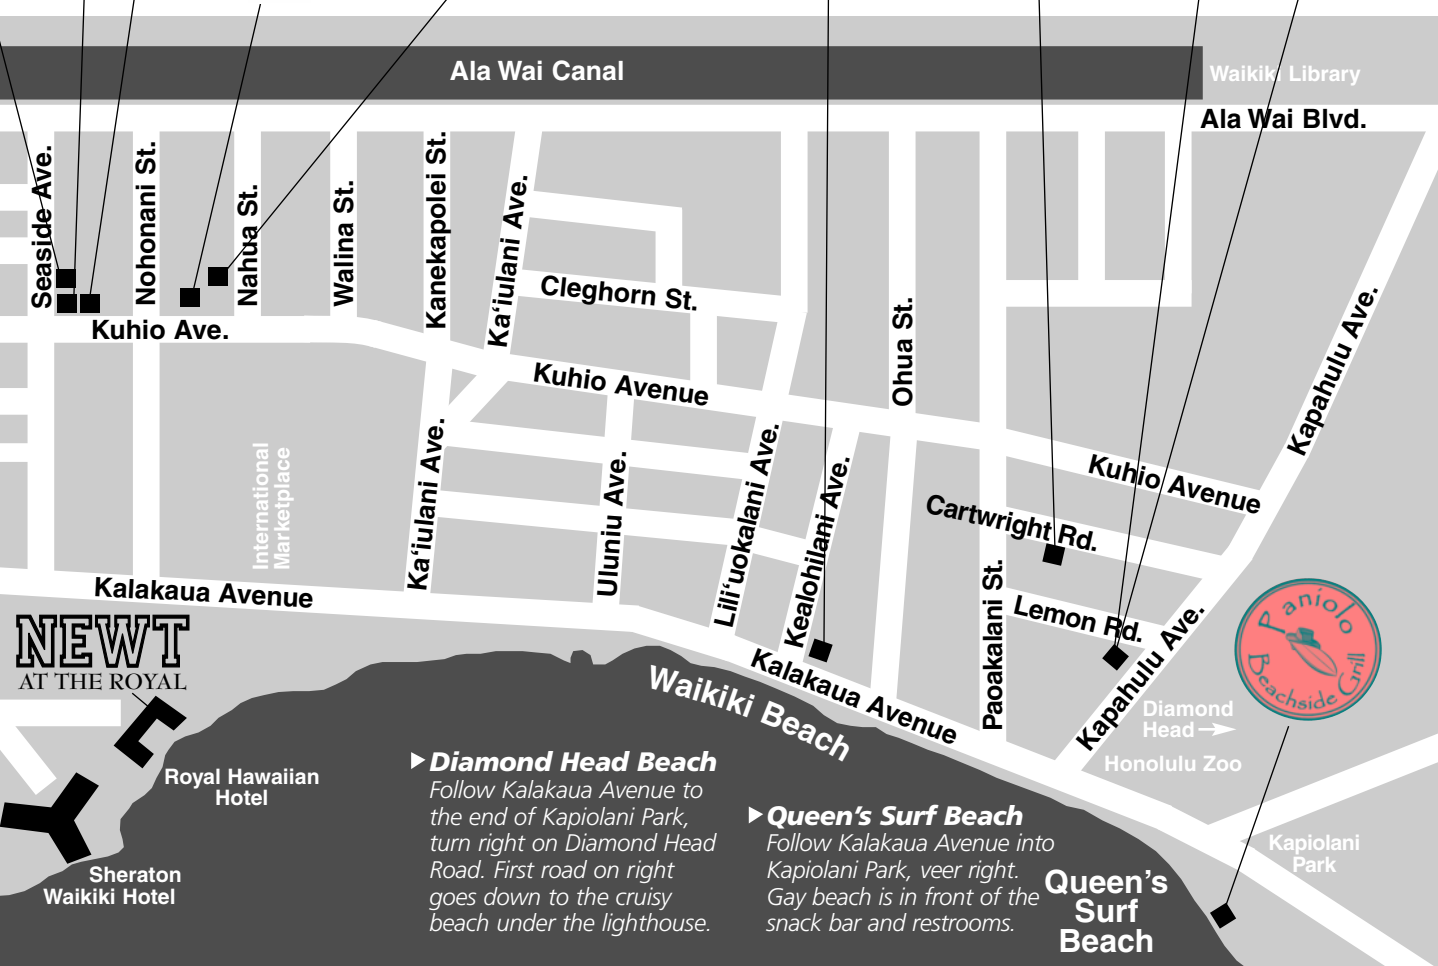 Ala Wai Canal
Waikiki Library
Ala Wai Blvd.
Seaside Ave.
Nohonani St.
Nahua St.
Walina St.
Kanekapolei St.
Ka‘iulani Ave.
Cleghorn St.
Kuhio Ave.
Kuhio Avenue
Ohua St.
Kapahulu Ave.
Kuhio Avenue
International
Marketplace
Ka‘iulani Ave.
Uluniu Ave.
Lili‘uokalani Ave.
Kealohilani Ave.
Cartwright Rd.
Paoakalani St.
Lemon Rd.
Kapahulu Ave.
Kalakaua Avenue
NEWT
AT THE ROYAL
Waikiki Beach
Kalakaua Avenue
Paniolo
Beachside Grill
Diamond
Head
Honolulu Zoo
Royal Hawaiian
Hotel
Sheraton
Waikiki Hotel
Diamond Head Beach
Follow Kalakaua Avenue to
the end of Kapiolani Park,
turn right on Diamond Head
Road. First road on right
goes down to the cruisy
beach under the lighthouse.
Queen’s Surf Beach
Follow Kalakaua Avenue into
Kapiolani Park, veer right.
Gay beach is in front of the
snack bar and restrooms.
Queen’s
Surf
Beach
Kapiolani
Park